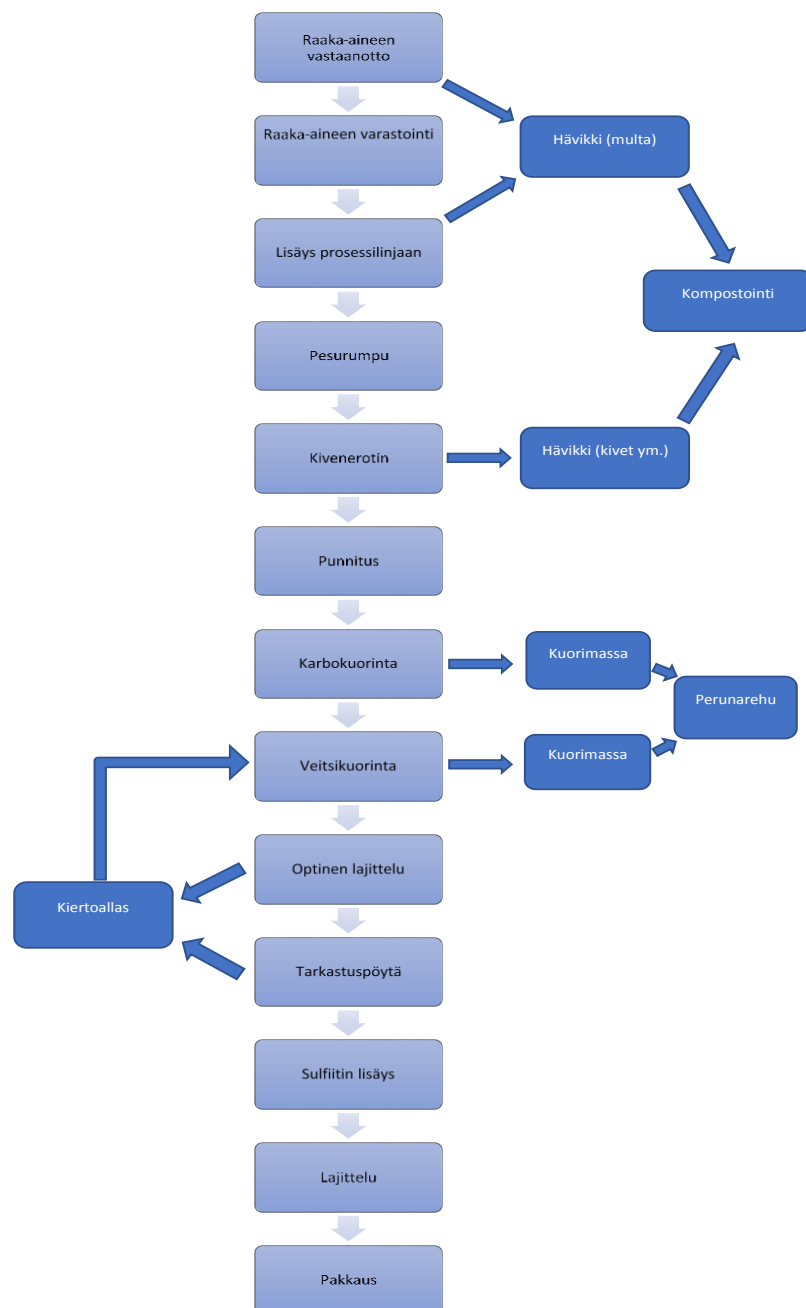 Raaka-aineen
vastaanotto
Raaka-aineen varastointi
Hävikki (multa)
Lisäys prosessilinjaan
Kompostointi
Pesurumpu
Kivenerotin
Hävikki (kivet ym.)
Punnitus
Karbokuorinta
Kuorimassa
Perunarehu
Veitsikuorinta
Kuorimassa
Optinen lajittelu
Kiertoallas
Tarkastuspöytä
Sulfiitin lisäys
Lajittelu
Pakkaus